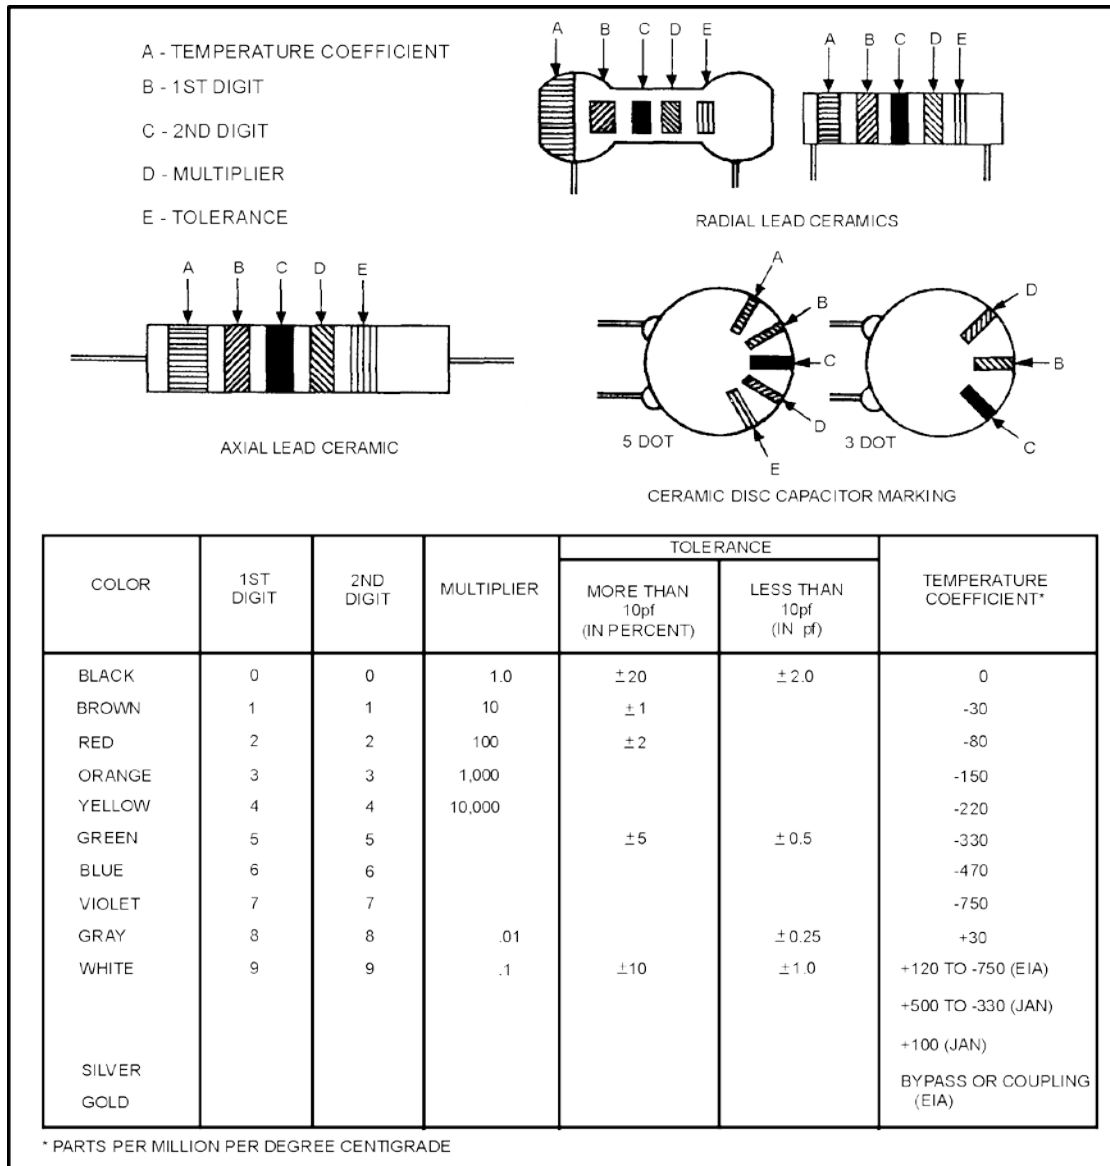 A - TEMPERATURE COEFFICIENT
B - 1ST DIGIT
C - 2ND DIGIT
D - MULTIPLIER
E - TOLERANCE
A B C D E
A B C D E
RADIAL LEAD CERAMICS
A B C D E
AXIAL LEAD CERAMIC
A
B
C
D
E
5 DOT
D
B
C
3 DOT
CERAMIC DISC CAPACITOR MARKING
COLOR
1ST
DIGIT
2ND
DIGIT
MULTIPLIER
TOLERANCE
MORE THAN
10pf
(IN PERCENT)
LESS THAN
10pf
(IN pf)
TEMPERATURE
COEFFICIENT*
BLACK 0 0 1.0 ±20 ±2.0 0
BROWN 1 1 10 ±1 -30
RED 2 2 100 ±2 -80
ORANGE 3 3 1,000 -150
YELLOW 4 4 10,000 -220
GREEN 5 5 ±5 ±0.5 -330
BLUE 6 6 -470
VIOLET 7 7 -750
GRAY 8 8 .01 ±0.25 +30
WHITE 9 9 .1 ±10 ±1.0 +120 TO -750 (EIA)
+500 TO -330 (JAN)
+100 (JAN)
SILVER
BYPASS OR COUPLING
GOLD (EIA)
* PARTS PER MILLION PER DEGREE CENTIGRADE